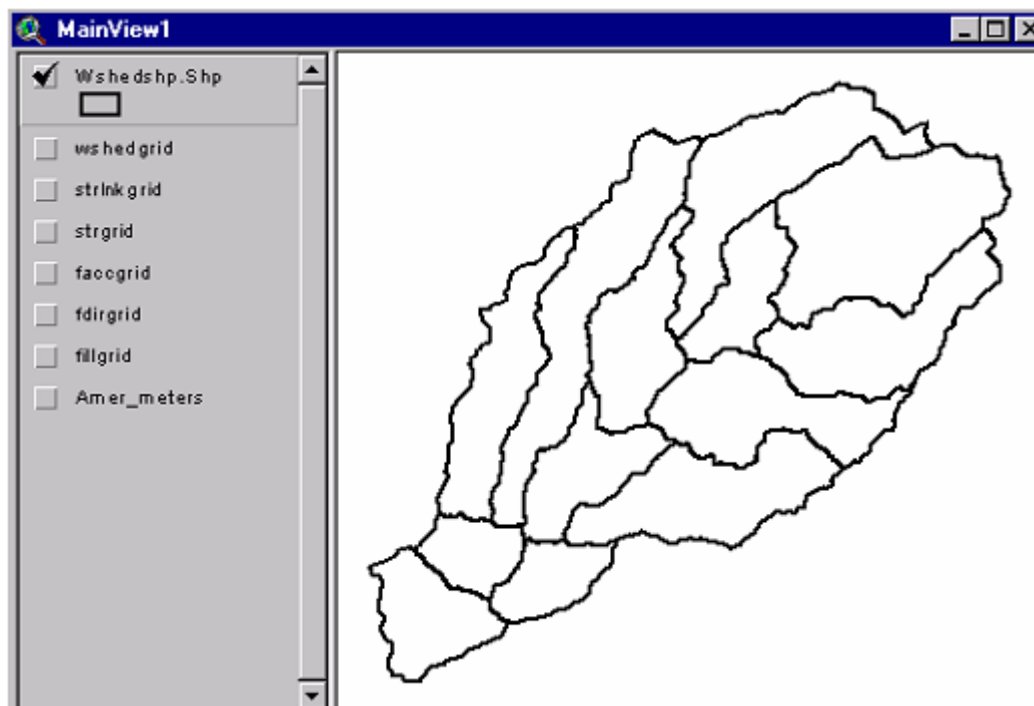 MainView1
Wshedshp.Shp
wshedgrid
strlnkgrid
strgrid
faccgrid
fdirgrid
fillgrid
Amer_meters